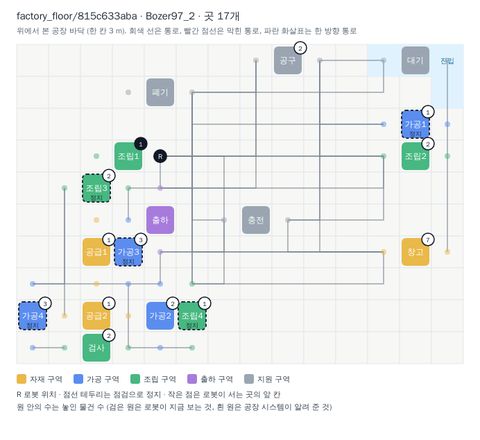 factory_floor/815c633aba · Bozer97_2 · 곳 17개
위에서 본 공장 바닥 (한 칸 3 m). 회색 선은 통로, 빨간 점선은 막힌 통로, 파란 화살표는 한 방향 통로
2
공구
대기
진입
폐기
1
가공1
정지
1
조립1
R
2
조립2
2
조립3
정지
출하
충전
1
공급1
3
가공3
정지
7
창고
3
가공4
정지
1
공급2
2
가공2
1
조립4
정지
2
검사
자재 구역
가공 구역
조립 구역
출하 구역
지원 구역
R 로봇 위치 · 점선 테두리는 점검으로 정지 · 작은 점은 로봇이 서는 곳의 앞 칸
원 안의 수는 놓인 물건 수 (검은 원은 로봇이 지금 보는 것, 흰 원은 공장 시스템이 알려 준 것)